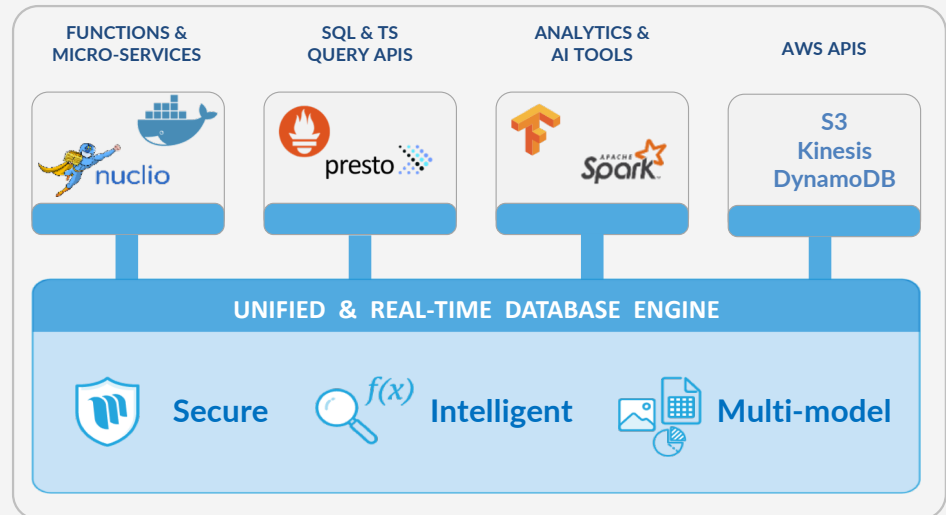 FUNCTIONS &
MICRO-SERVICES
SQL & TS
QUERY APIS
ANALYTICS &
AI TOOLS
AWS APIS
nuclio
presto
APACHE
Spark™
S3
Kinesis
DynamoDB
UNIFIED & REAL-TIME DATABASE ENGINE
Secure
f(x)
Intelligent
Multi-model